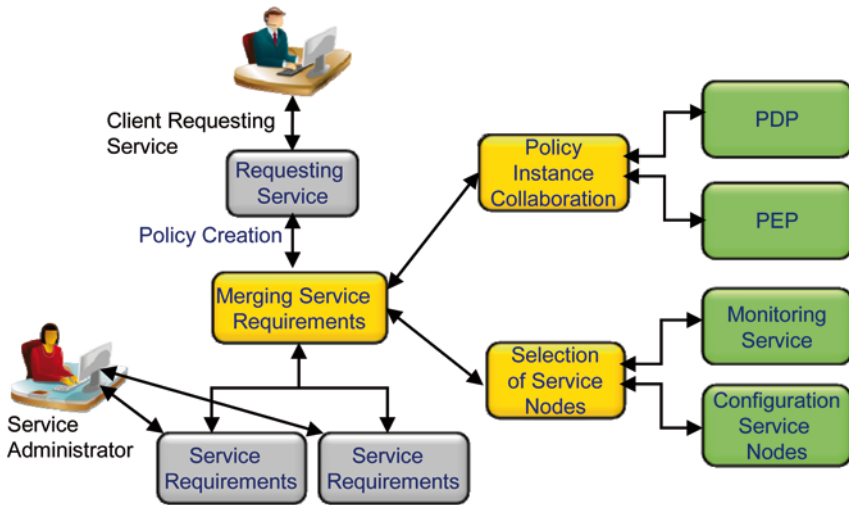 Client Requesting
Service
Requesting
Service
Policy Creation
Merging Service
Requirements
Service
Administrator
Service
Requirements
Service
Requirements
Policy
Instance
Collaboration
Selection
of Service
Nodes
PDP
PEP
Monitoring
Service
Configuration
Service
Nodes